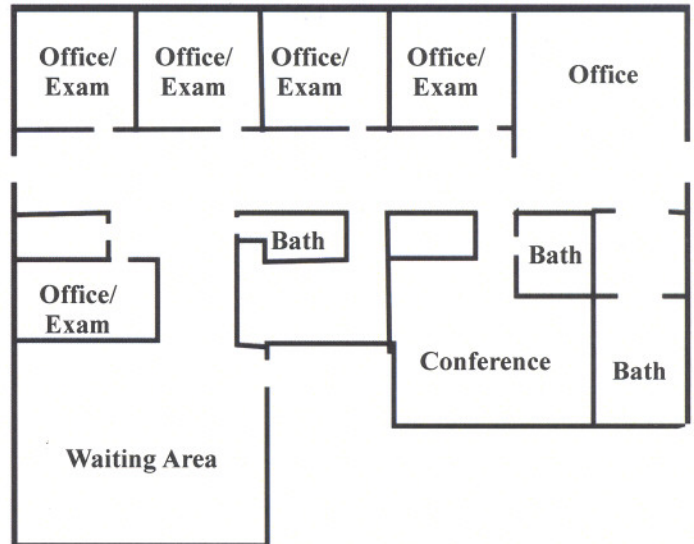 Office/
Exam
Office/
Exam
Office/
Exam
Office/
Exam
Office
Bath
Bath
Office/
Exam
Conference
Bath
Waiting Area